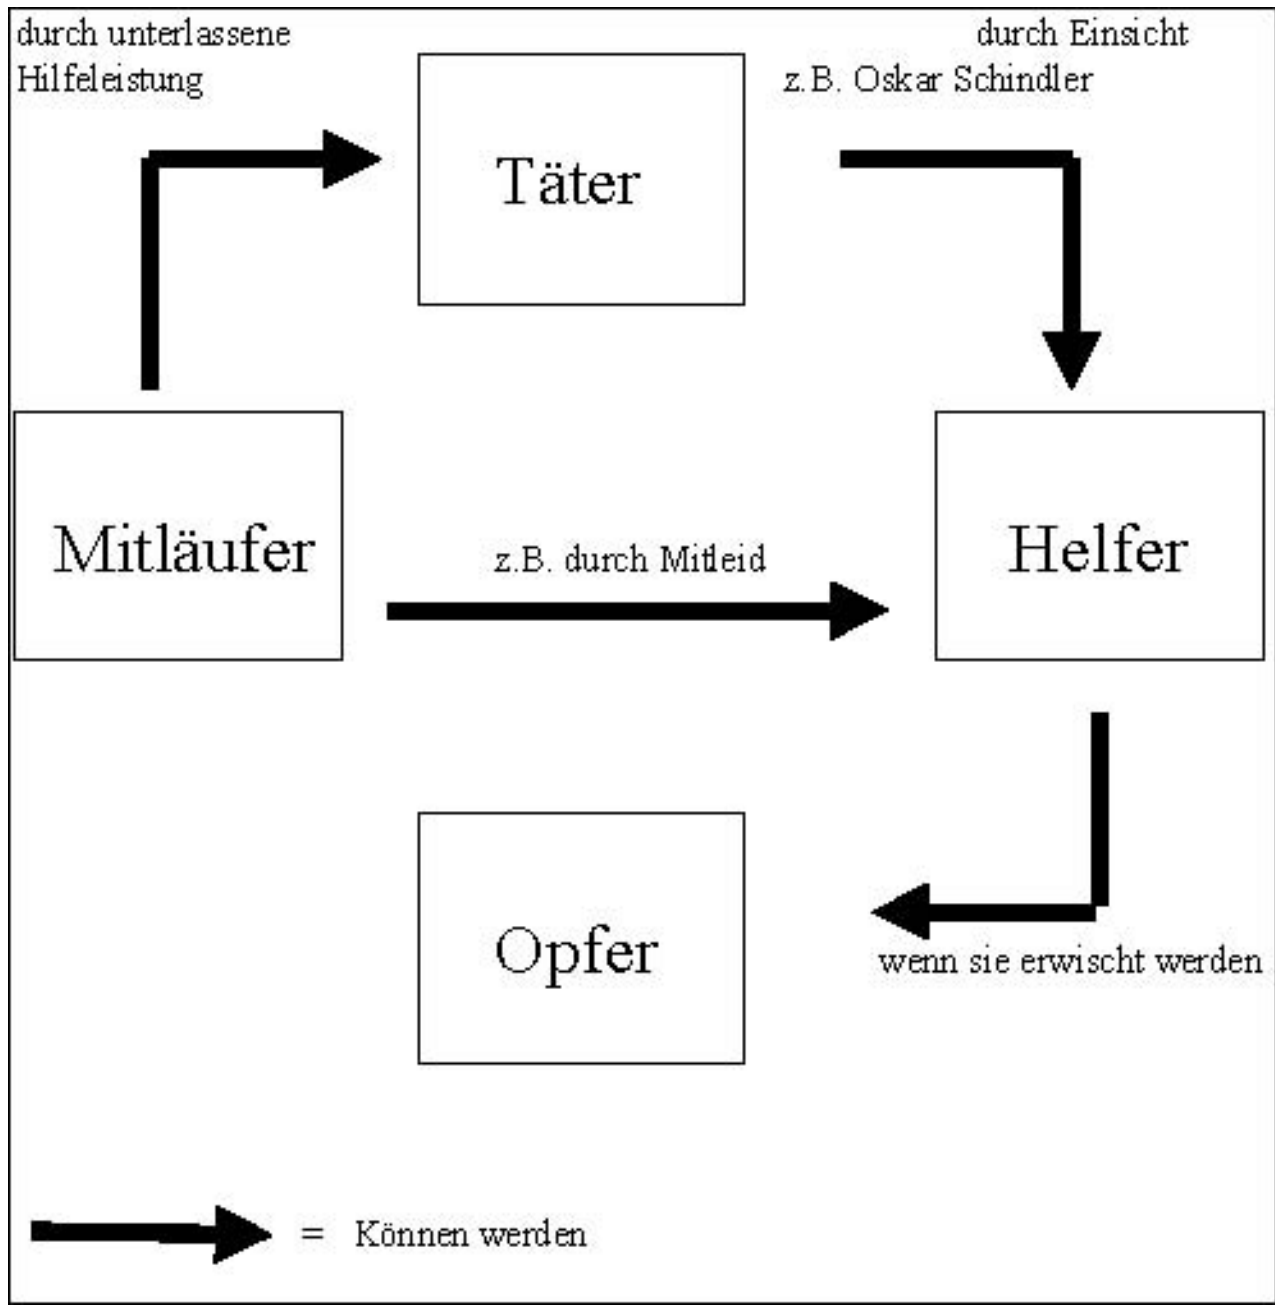 durch unterlassene
Hilfeleistung
durch Einsicht
z.B. Oskar Schindler
Täter
Mitläufer
z.B. durch Mitleid
Helfer
Opfer
wenn sie erwischt werden
= Können werden